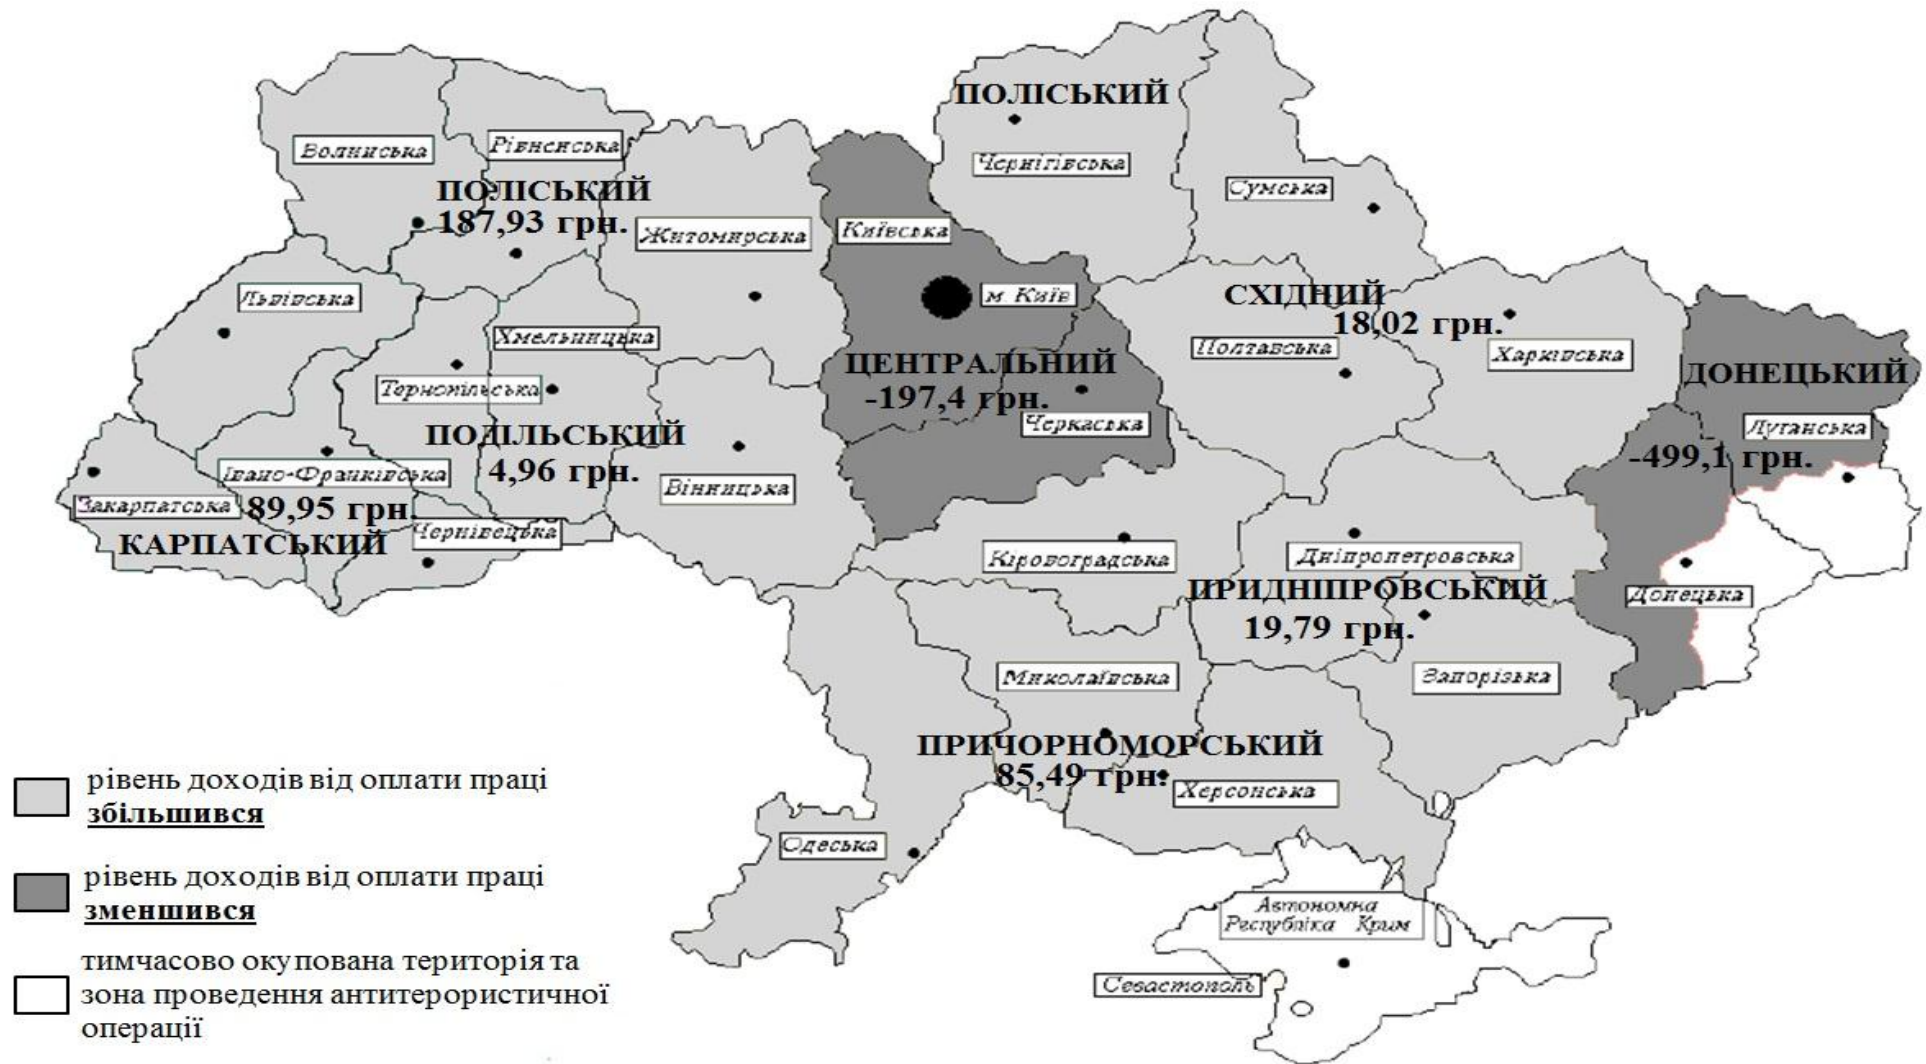 ПОЛІСЬКИЙ
Волинська
Рівненська
Чернігівська
Сумська
ПОЛІСЬКИЙ
187,93 грн.
Житомирська
Київська
Львівська
м. Київ
СХІДНИЙ
18,02 грн.
Хмельницька
Полтавська
Харківська
ЦЕНТРАЛЬНИЙ
-197,4 грн.
ДОНЕЦЬКИЙ
Тернопільська
Черкаська
Луганська
ПОДІЛЬСЬКИЙ
4,96 грн.
-499,1 грн.
Івано-Франківська
Вінницька
Закарпатська
89,95 грн.
Чернівецька
КАРПАТСЬКИЙ
Кіровоградська
Дніпропетровська
ПРИДНІПРОВСЬКИЙ
19,79 грн.
Донецька
Миколаївська
Запорізька
ПРИЧОРНОМОРСЬКИЙ
85,49 грн.
Херсонська
Одеська
Автономна
Республіка Крим
Севастополь
рівень доходів від оплати праці
збільшився
рівень доходів від оплати праці
зменшився
тимчасово окупована територія та
зона проведення антитерористичної
операції